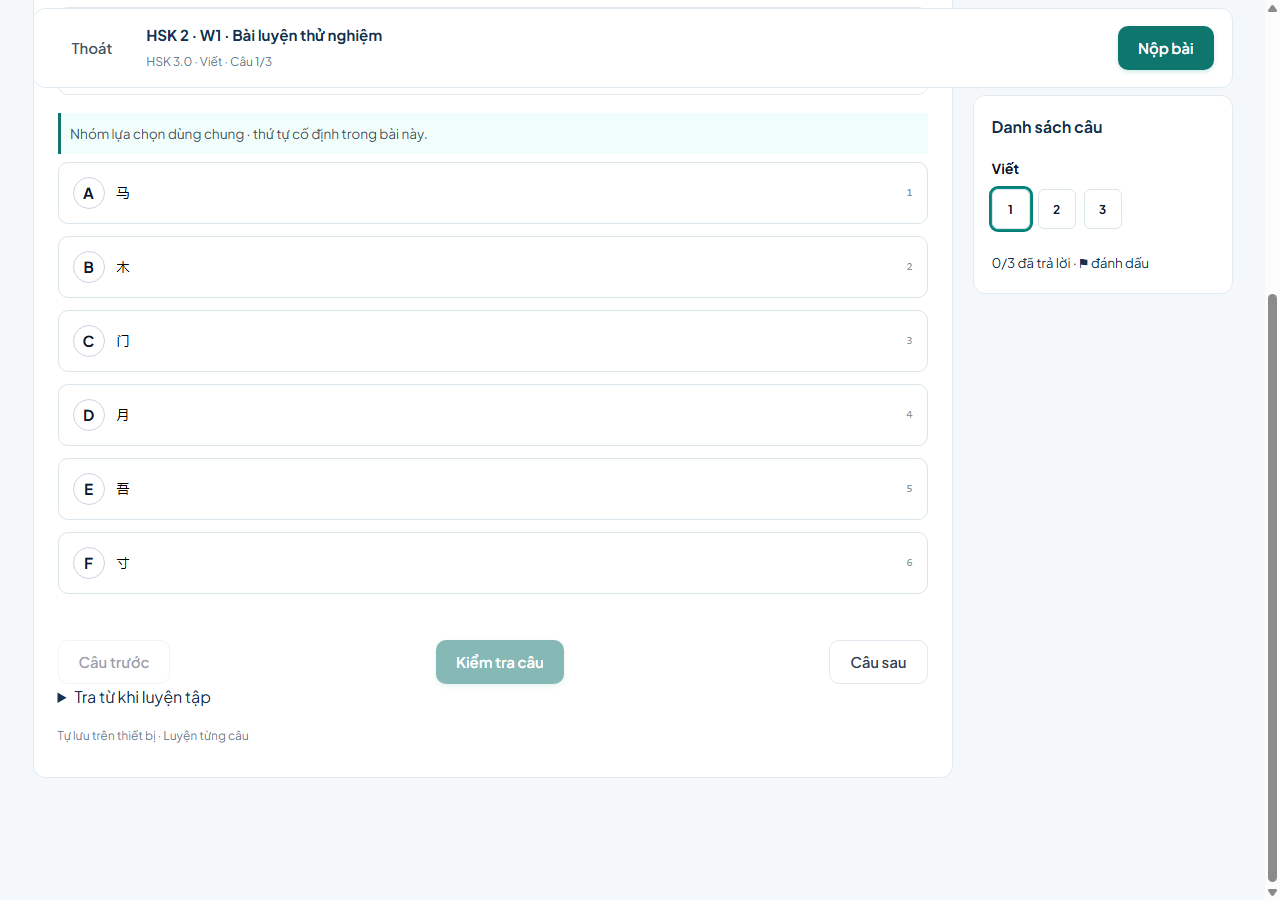 Thoát
HSK 2 · W1 · Bài luyện thử nghiệm
HSK 3.0 · Viết · Câu 1/3
Nộp bài
Nhóm lựa chọn dùng chung · thứ tự cố định trong bài này.
A 马 1
B 木 2
C 门 3
D 月 4
E 吾 5
F 寸 6
Câu trước
Kiểm tra câu
Câu sau
▶ Tra từ khi luyện tập
Tự lưu trên thiết bị · Luyện từng câu
Danh sách câu
Viết
1 2 3
0/3 đã trả lời · ⚑ đánh dấu